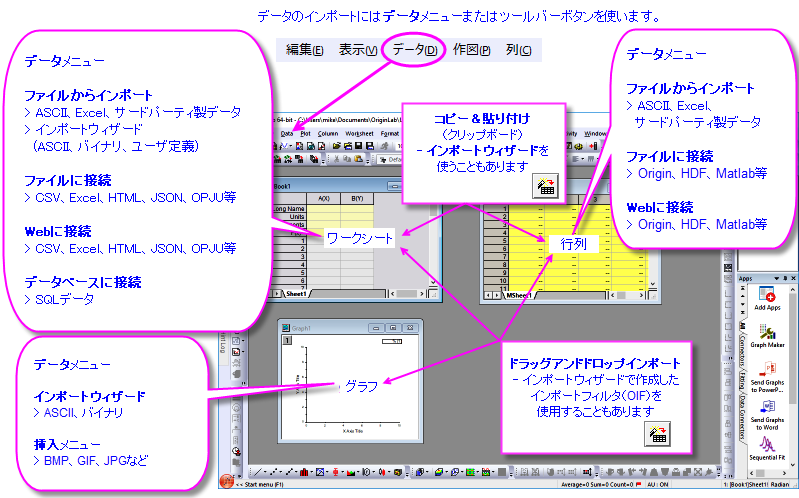 データのインポートにはデータメニューまたはツールバーボタンを使います。
編集(E) 表示(V) データ(D) 作図(P) 列(C)
データメニュー
ファイルからインポート
> ASCII、Excel、サードパーティ製データ
> インポートウィザード
(ASCII、バイナリ、ユーザ定義)
ファイルに接続
> CSV、Excel、HTML、JSON、OPJU等
Webに接続
> CSV、Excel、HTML、JSON、OPJU等
データベースに接続
> SQLデータ
データメニュー
インポートウィザード
> ASCII、バイナリ
挿入メニュー
> BMP、GIF、JPGなど
コピー＆貼り付け
(クリップボード)
- インポートウィザードを
使うこともあります
データメニュー
ファイルからインポート
> ASCII、Excel、
サードパーティ製データ
ファイルに接続
> Origin、HDF、Matlab等
Webに接続
> Origin、HDF、Matlab等
ドラッグアンドドロップインポート
- インポートウィザードで作成した
インポートフィルタ(OIF)を
使用することもあります
ワークシート
行列
グラフ
64-bit - C:\Users\mike\Documents\OriginLab\
Data Plot Column Worksheet Format
Window
Book1
A(X) B(Y)
Long Name
Units
1
2
3
4
5
6
7
8
9
10
11
Sheet1
MSheet1
Graph1
1
X Axis Title
Apps
Add Apps
Graph Maker
Send Graphs
to PowerP...
Send Graphs
to Word
Sequential Fit
All / Connectors / Fitting / Data Connectors
<< Start menu (F1)
Average=0 Sum=0 Count=0
AU : ON
1: [Book1]Sheet1! Radian